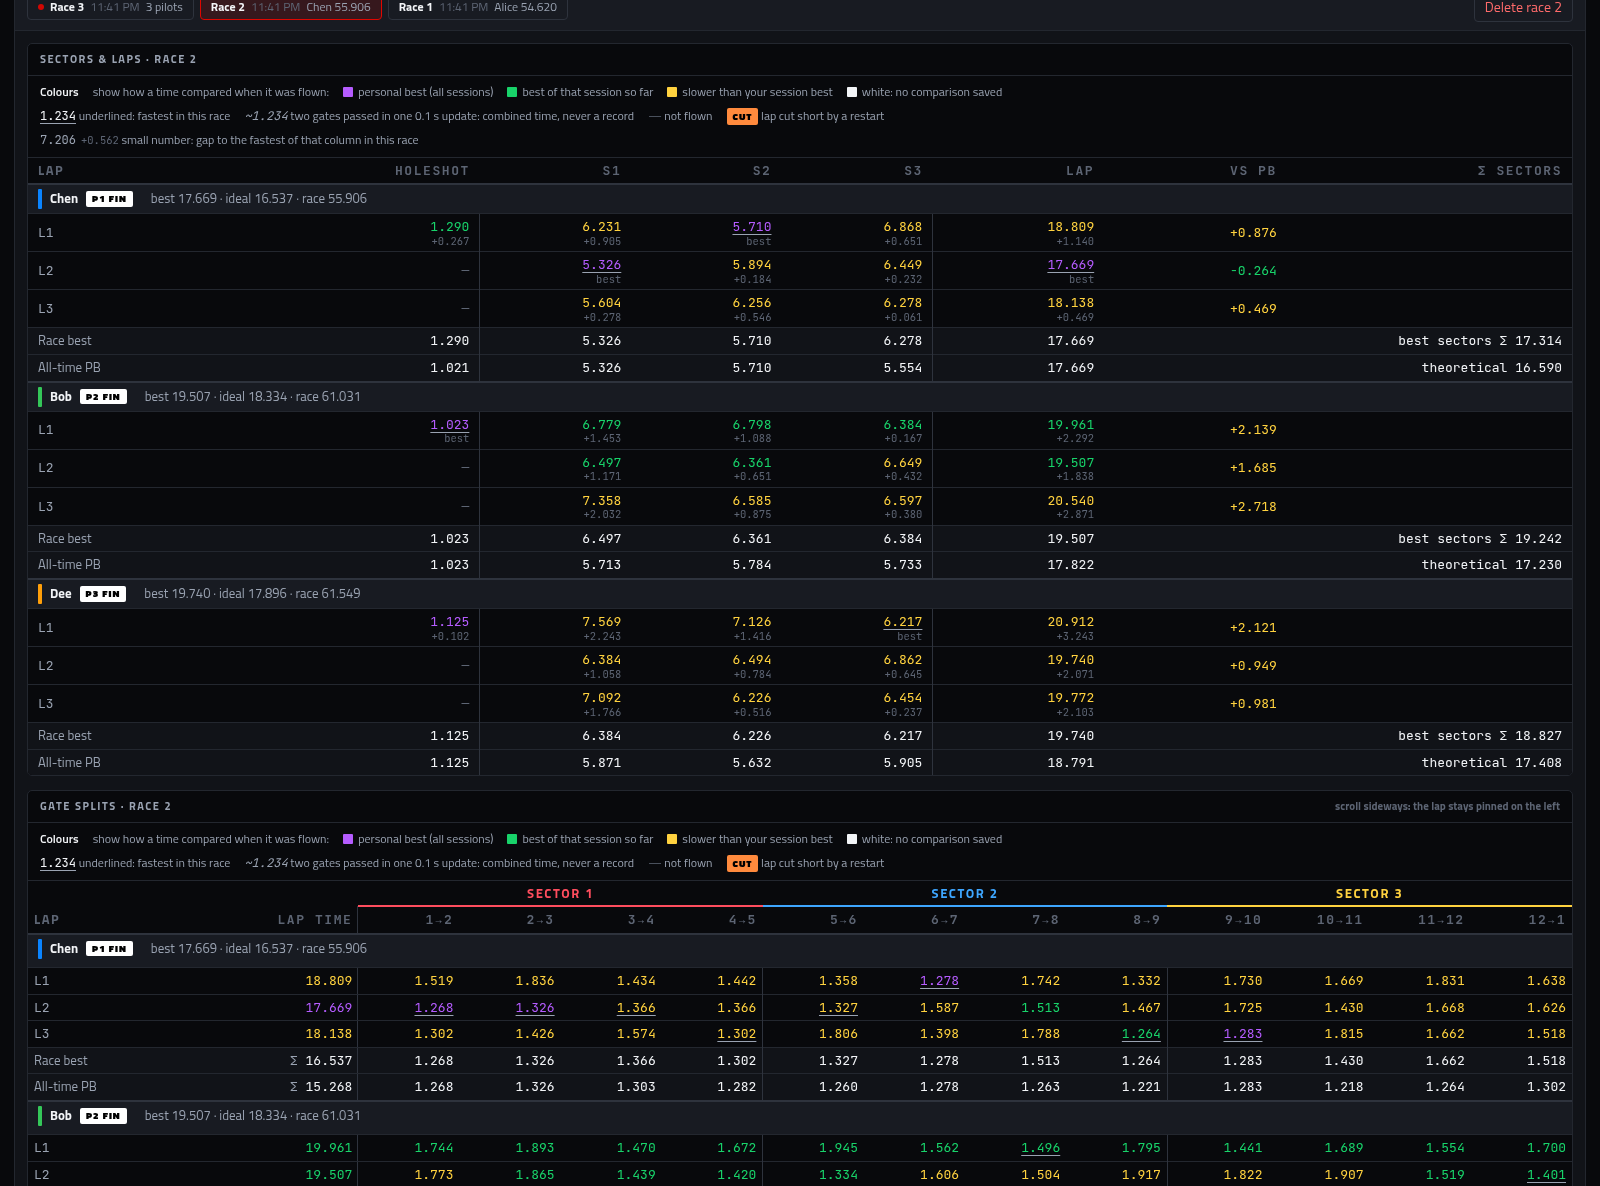 Race 3 11:41 PM 3 pilots Race 2 11:41 PM Chen 55.906 Race 1 11:41 PM Alice 54.620 Delete race 2
SECTORS & LAPS · RACE 2
Colours show how a time compared when it was flown: personal best (all sessions) best of that session so far slower than your session best white: no comparison saved
1.234 underlined: fastest in this race ~1.234 two gates passed in one 0.1 s update: combined time, never a record — not flown CUT lap cut short by a restart
7.206 +0.562 small number: gap to the fastest of that column in this race
LAP HOLESHOT S1 S2 S3 LAP VS PB Σ SECTORS
Chen P1 FIN best 17.669 · ideal 16.537 · race 55.906
L1 1.290 6.231 5.710 6.868 18.809 +0.876
+0.267 +0.905 best +0.651 +1.140
L2 — 5.326 5.894 6.449 17.669 -0.264
best +0.184 +0.232 best
L3 — 5.604 6.256 6.278 18.138 +0.469
+0.278 +0.546 +0.061 +0.469
Race best 1.290 5.326 5.710 6.278 17.669 best sectors Σ 17.314
All-time PB 1.021 5.326 5.710 5.554 17.669 theoretical 16.590
Bob P2 FIN best 19.507 · ideal 18.334 · race 61.031
L1 1.023 6.779 6.798 6.384 19.961 +2.139
best +1.453 +1.088 +0.167 +2.292
L2 — 6.497 6.361 6.649 19.507 +1.685
+1.171 +0.651 +0.432 +1.838
L3 — 7.358 6.585 6.597 20.540 +2.718
+2.032 +0.875 +0.380 +2.871
Race best 1.023 6.497 6.361 6.384 19.507 best sectors Σ 19.242
All-time PB 1.023 5.713 5.784 5.733 17.822 theoretical 17.230
Dee P3 FIN best 19.740 · ideal 17.896 · race 61.549
L1 1.125 7.569 7.126 6.217 20.912 +2.121
+0.102 +2.243 +1.416 best +3.243
L2 — 6.384 6.494 6.862 19.740 +0.949
+1.058 +0.784 +0.645 +2.071
L3 — 7.092 6.226 6.454 19.772 +0.981
+1.766 +0.516 +0.237 +2.103
Race best 1.125 6.384 6.226 6.217 19.740 best sectors Σ 18.827
All-time PB 1.125 5.871 5.632 5.905 18.791 theoretical 17.408
GATE SPLITS · RACE 2 scroll sideways: the lap stays pinned on the left
Colours show how a time compared when it was flown: personal best (all sessions) best of that session so far slower than your session best white: no comparison saved
1.234 underlined: fastest in this race ~1.234 two gates passed in one 0.1 s update: combined time, never a record — not flown CUT lap cut short by a restart
SECTOR 1 SECTOR 2 SECTOR 3
LAP LAP TIME 1→2 2→3 3→4 4→5 5→6 6→7 7→8 8→9 9→10 10→11 11→12 12→1
Chen P1 FIN best 17.669 · ideal 16.537 · race 55.906
L1 18.809 1.519 1.836 1.434 1.442 1.358 1.278 1.742 1.332 1.730 1.669 1.831 1.638
L2 17.669 1.268 1.326 1.366 1.366 1.327 1.587 1.513 1.467 1.725 1.430 1.668 1.626
L3 18.138 1.302 1.426 1.574 1.302 1.806 1.398 1.788 1.264 1.283 1.815 1.662 1.518
Race best Σ 16.537 1.268 1.326 1.366 1.302 1.327 1.278 1.513 1.264 1.283 1.430 1.662 1.518
All-time PB Σ 15.268 1.268 1.326 1.303 1.282 1.260 1.278 1.263 1.221 1.283 1.218 1.264 1.302
Bob P2 FIN best 19.507 · ideal 18.334 · race 61.031
L1 19.961 1.744 1.893 1.470 1.672 1.945 1.562 1.496 1.795 1.441 1.689 1.554 1.700
L2 19.507 1.773 1.865 1.439 1.420 1.334 1.606 1.504 1.917 1.822 1.907 1.519 1.401